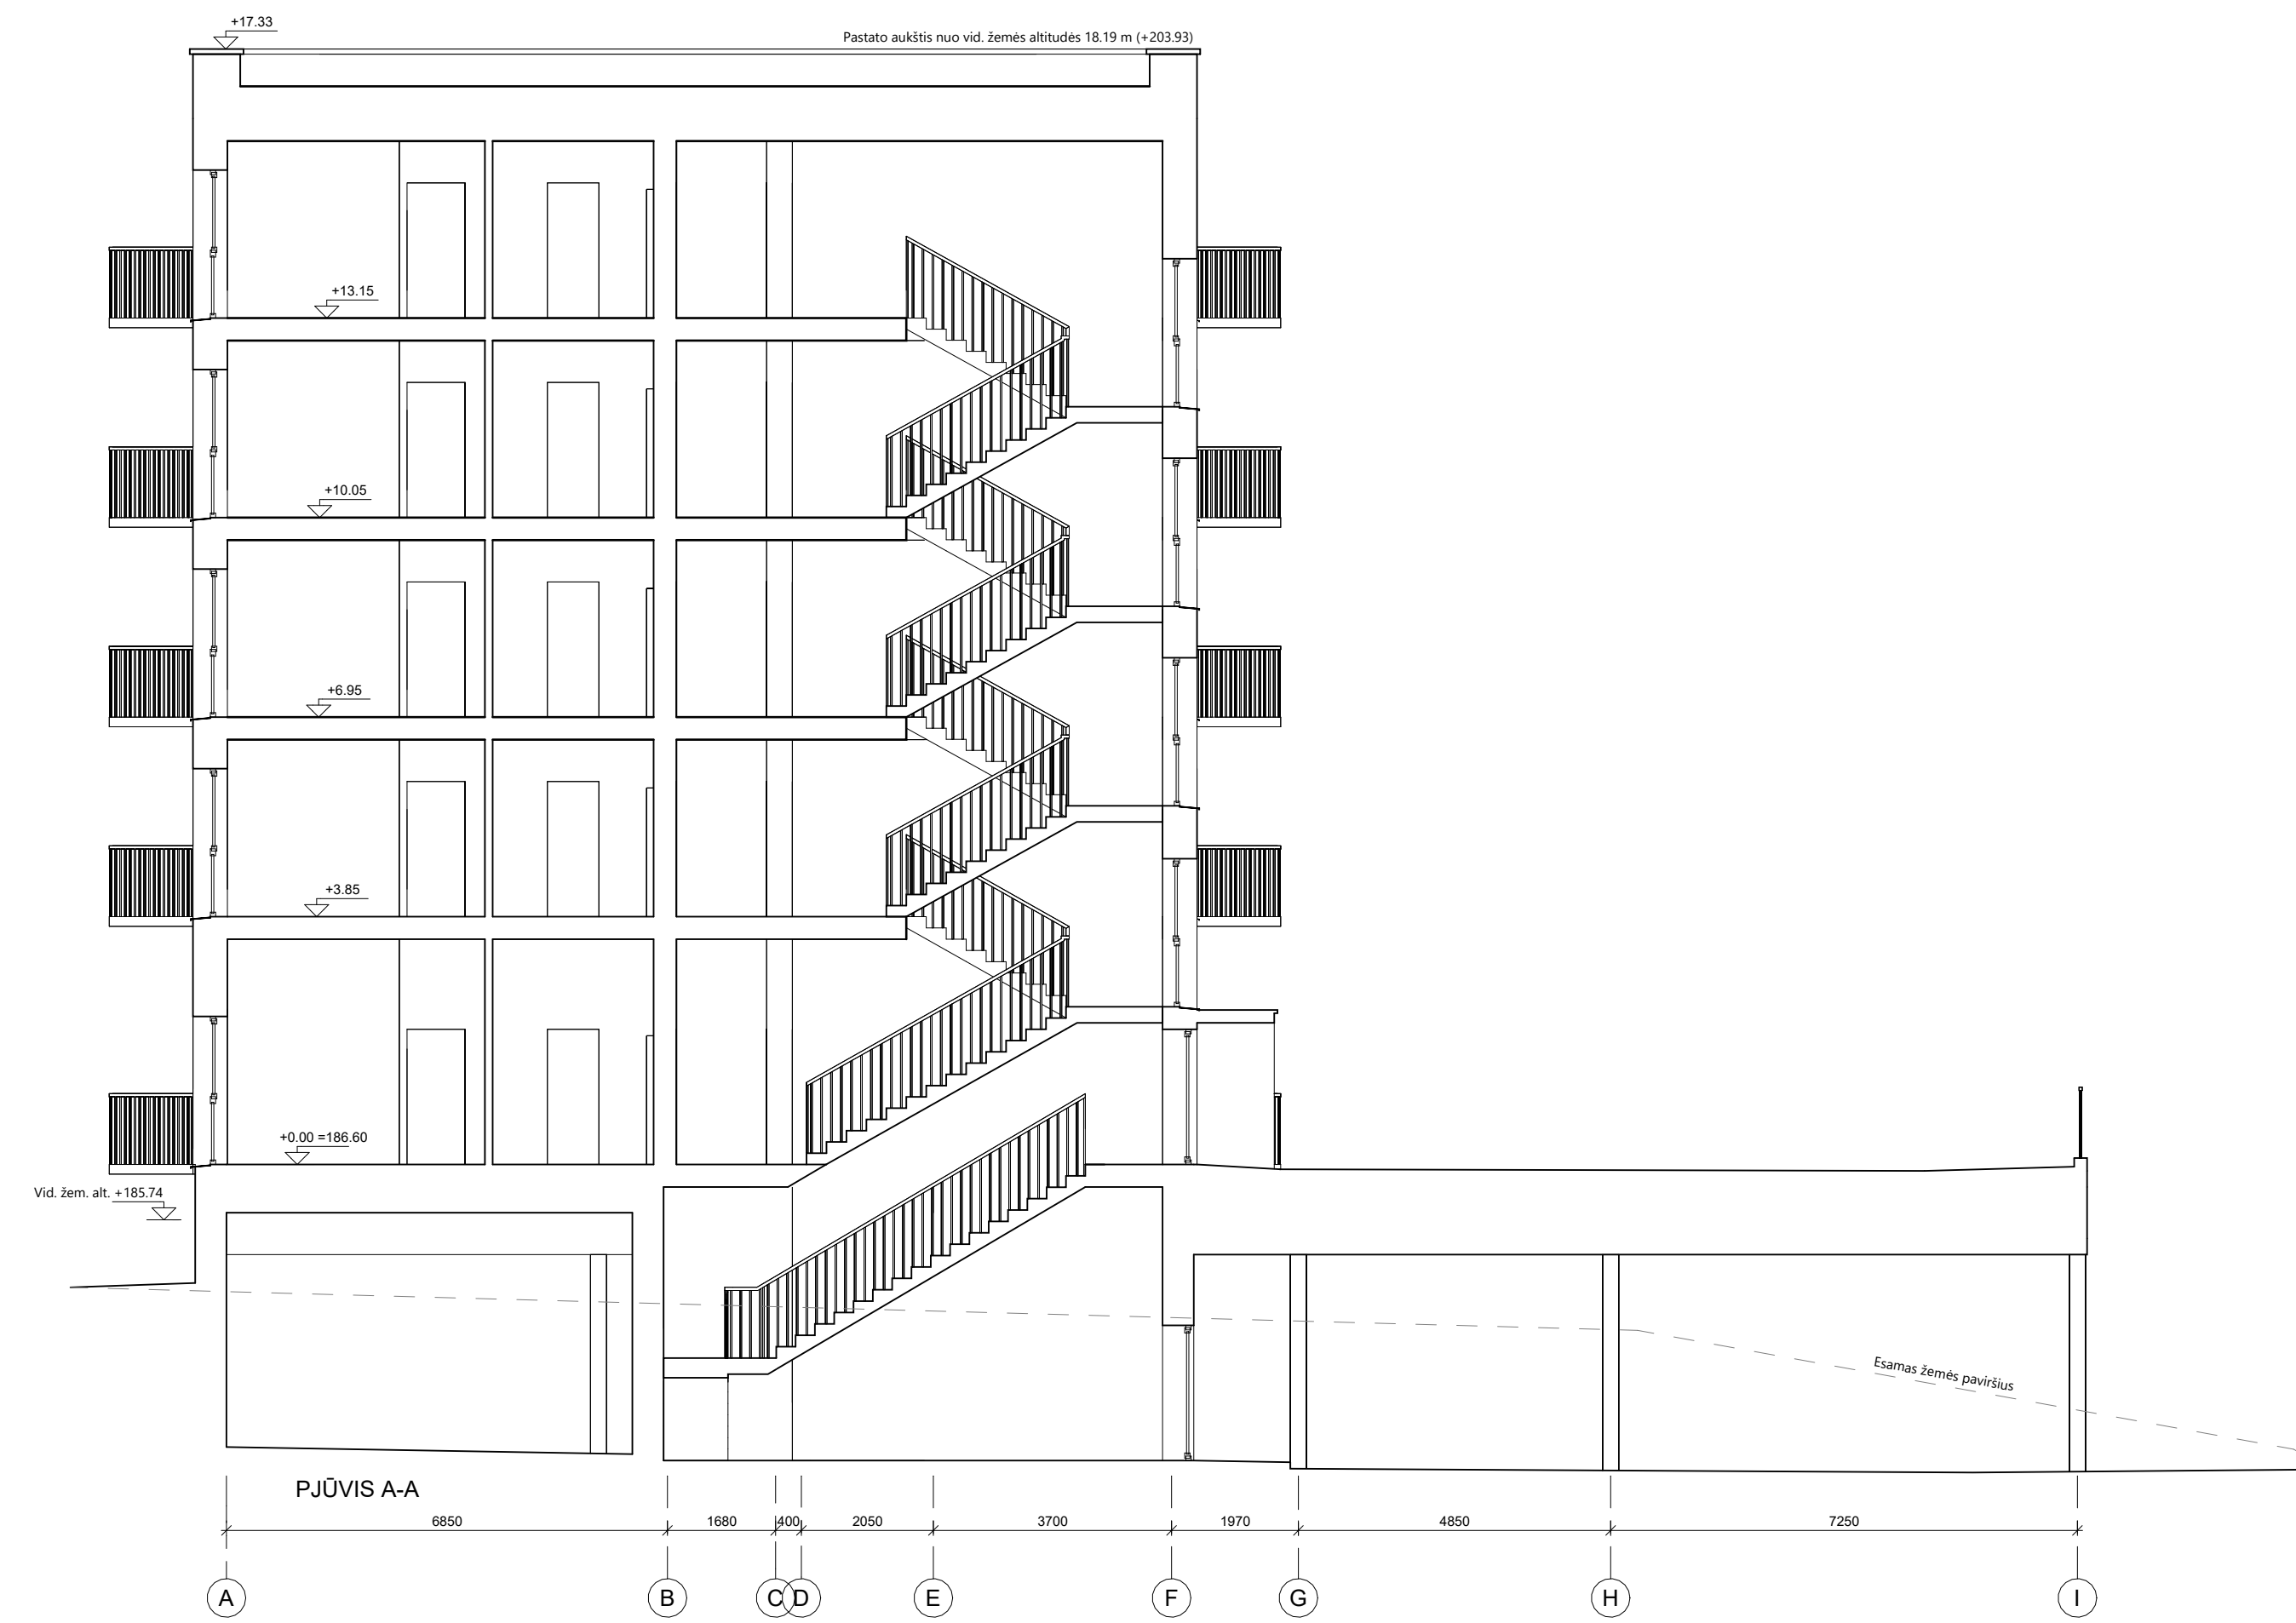 +17.33
Pastato aukštis nuo vid. žemės altitudės 18.19 m (+203.93)
+13.15
+10.05
+6.95
+3.85
+0.00 =186.60
Vid. žem. alt. +185.74
Esamas žemės paviršius
PJŪVIS A-A
6850 1680 400 2050 3700 1970 4850 7250
A B C D E F G H I